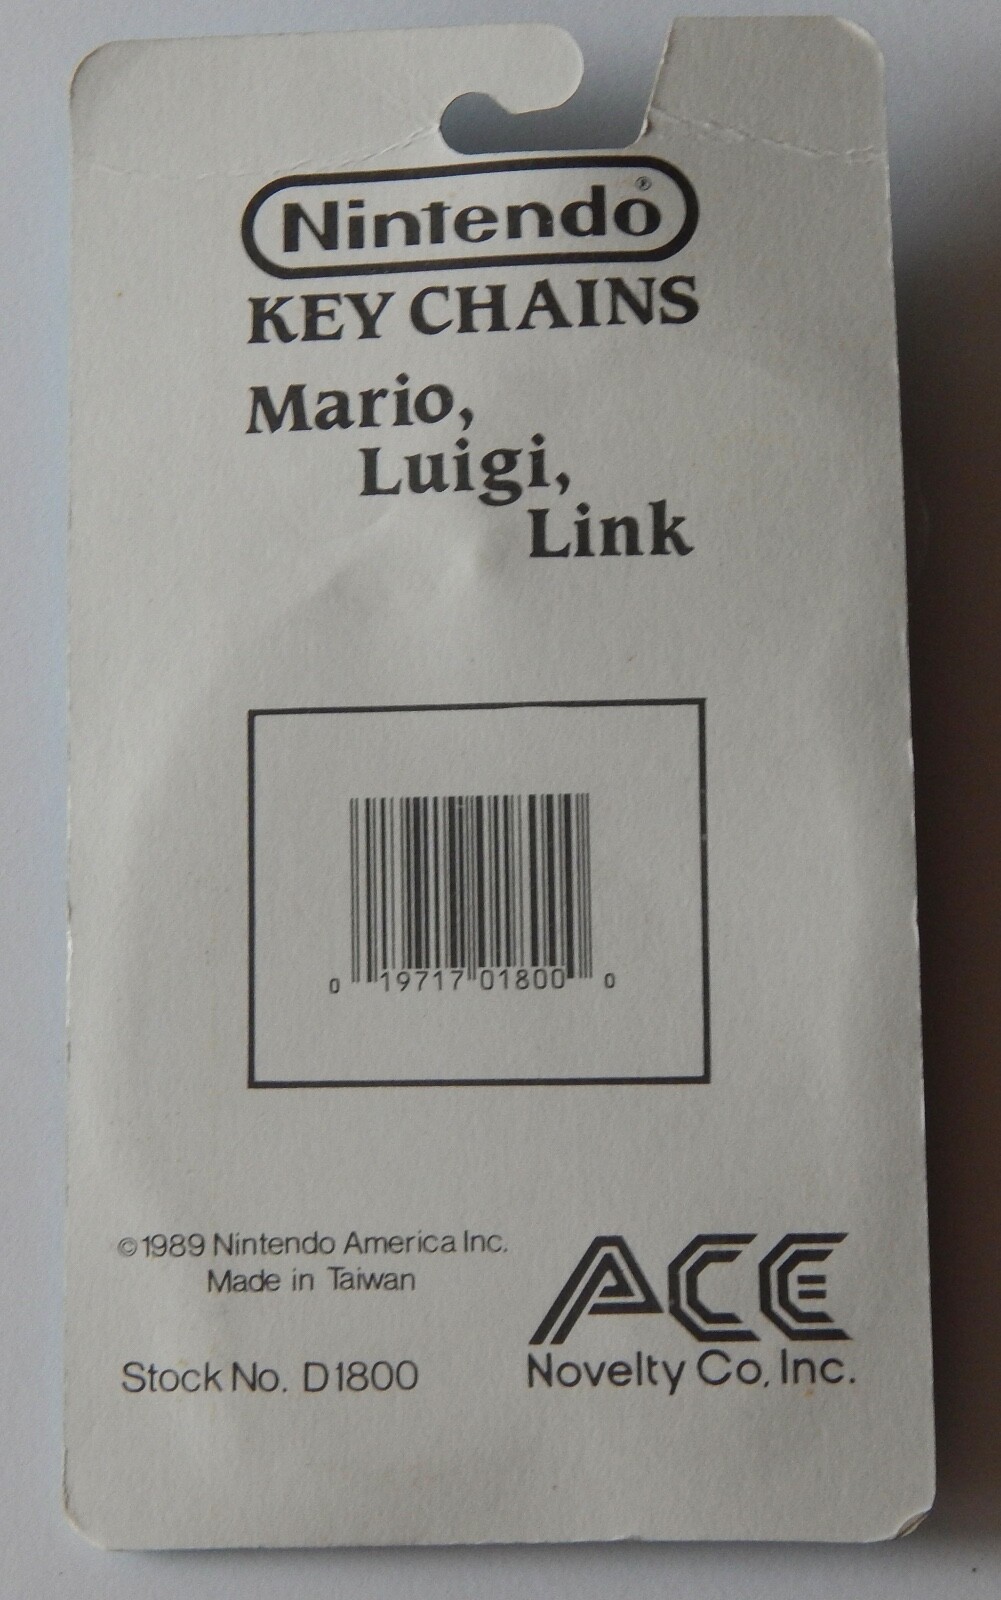 Nintendo®
KEY CHAINS
Mario,
Luigi,
Link
0 19717 01800 0
©1989 Nintendo America Inc.
Made in Taiwan
Stock No. D1800
ACE
Novelty Co, Inc.